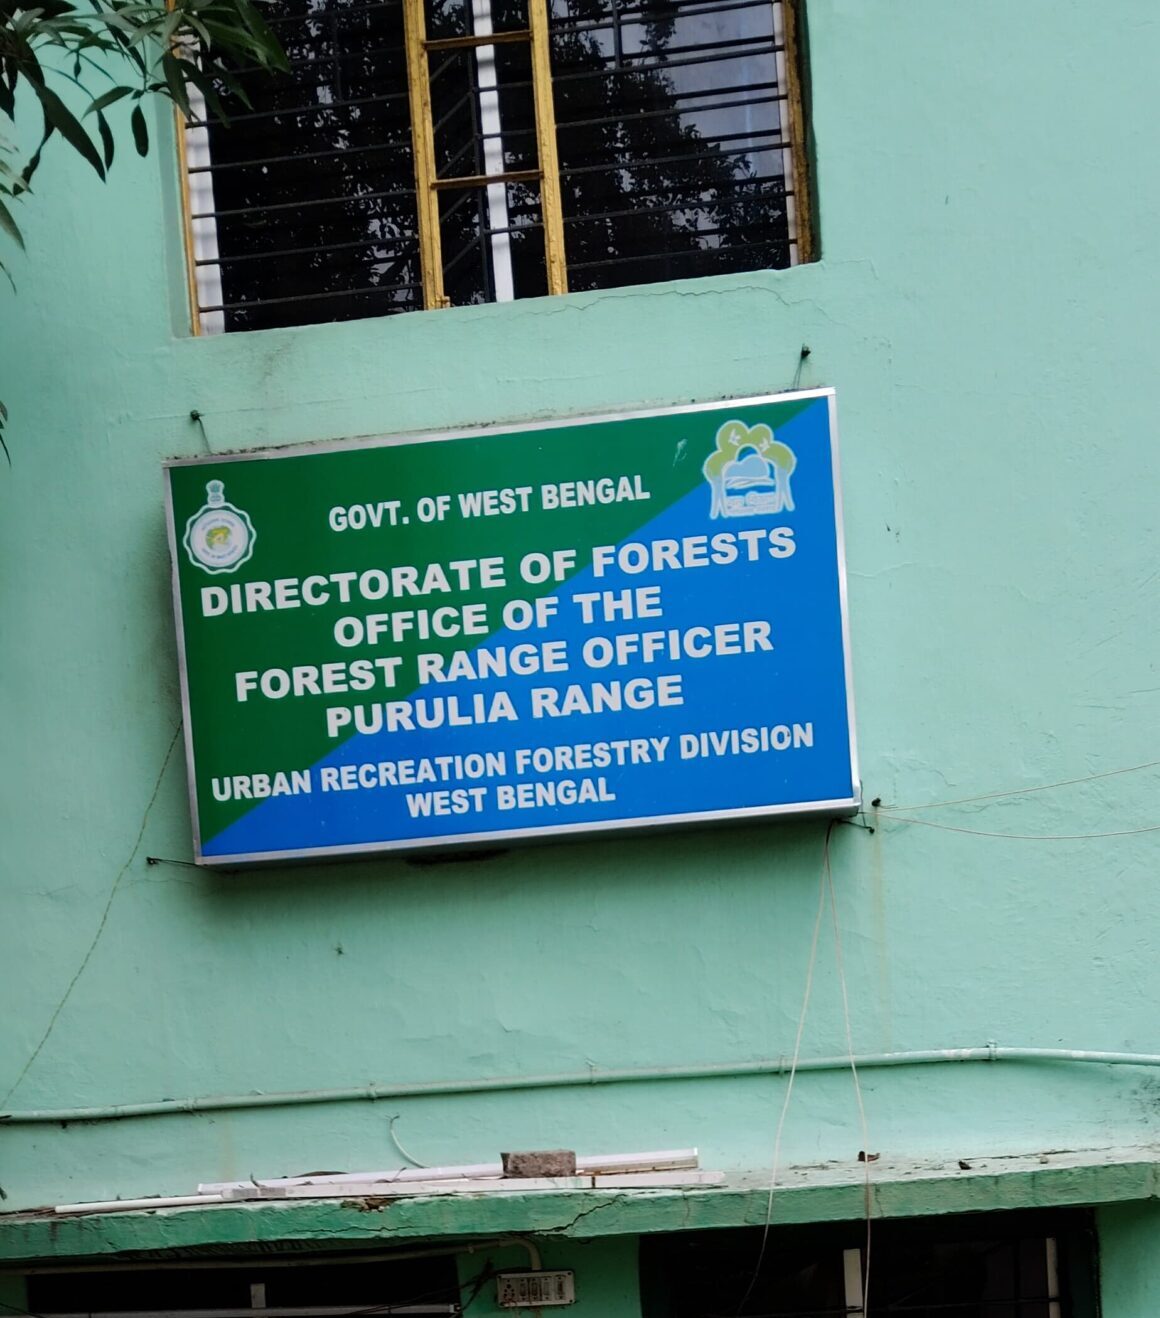 GOVT. OF WEST BENGAL
DIRECTORATE OF FORESTS
OFFICE OF THE
FOREST RANGE OFFICER
PURULIA RANGE
URBAN RECREATION FORESTRY DIVISION
WEST BENGAL